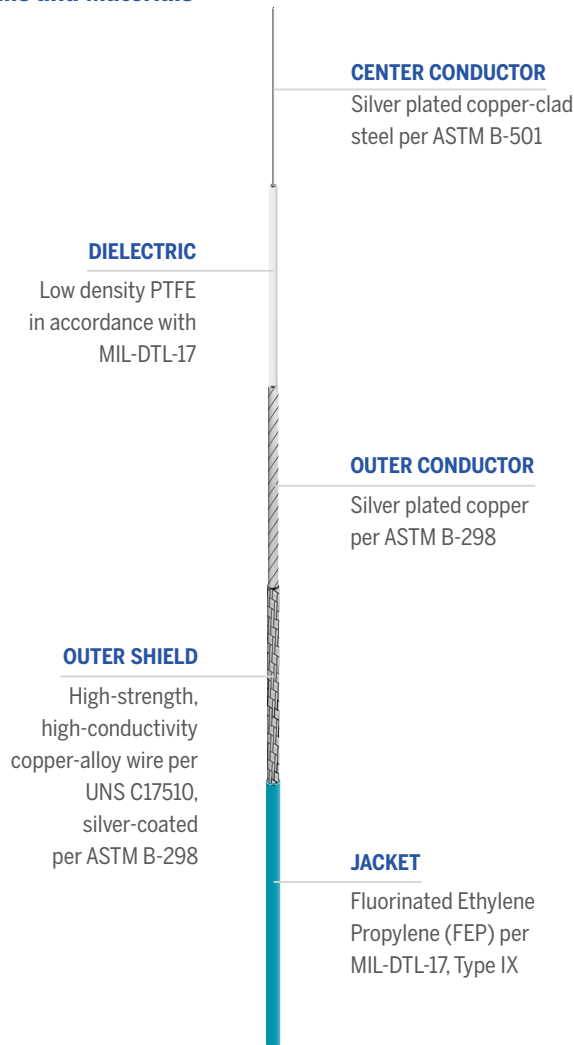 and Materials
CENTER CONDUCTOR
Silver plated copper-clad
steel per ASTM B-501
DIELECTRIC
Low density PTFE
in accordance with
MIL-DTL-17
OUTER CONDUCTOR
Silver plated copper
per ASTM B-298
OUTER SHIELD
High-strength,
high-conductivity
copper-alloy wire per
UNS C17510,
silver-coated
per ASTM B-298
JACKET
Fluorinated Ethylene
Propylene (FEP) per
MIL-DTL-17, Type IX